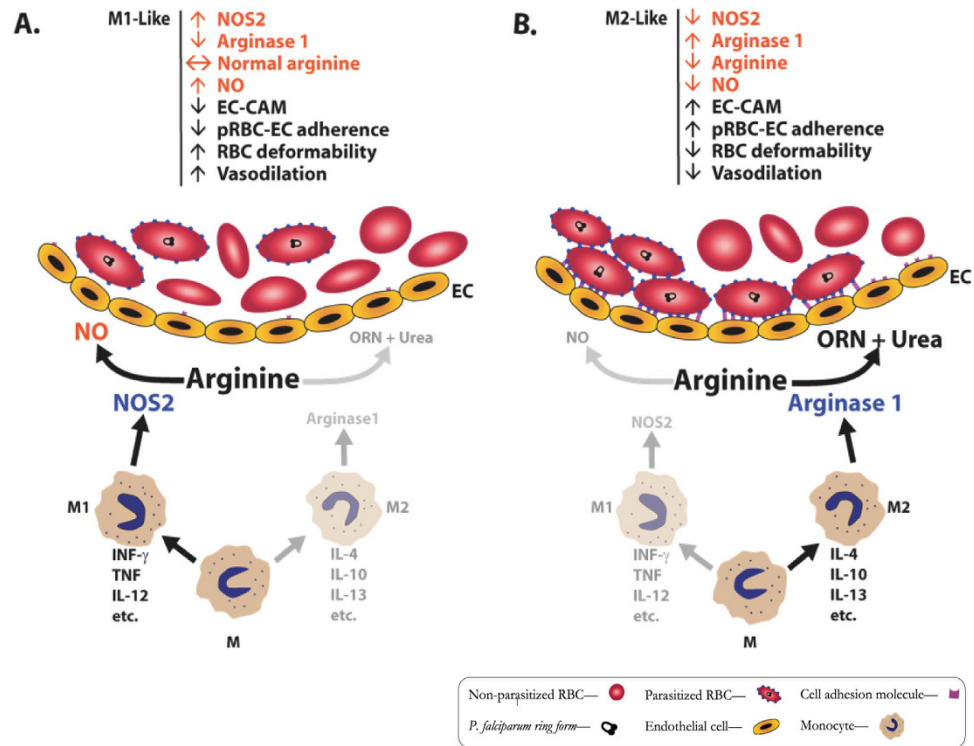 A.
M1-Like
↑ NOS2
↓ Arginase 1
↔ Normal arginine
↑ NO
↓ EC-CAM
↓ pRBC-EC adherence
↑ RBC deformability
↑ Vasodilation
EC
NO
ORN + Urea
Arginine
NOS2
Arginase1
M1
M2
INF-γ
TNF
IL-12
etc.
IL-4
IL-10
IL-13
etc.
M
B.
M2-Like
↓ NOS2
↑ Arginase 1
↓ Arginine
↓ NO
↑ EC-CAM
↑ pRBC-EC adherence
↓ RBC deformability
↓ Vasodilation
EC
NO
ORN + Urea
Arginine
NOS2
Arginase 1
M1
M2
INF-γ
TNF
IL-12
etc.
IL-4
IL-10
IL-13
etc.
M
Non-parasitized RBC—
Parasitized RBC—
Cell adhesion molecule—
P. falciparum ring form—
Endothelial cell—
Monocyte—